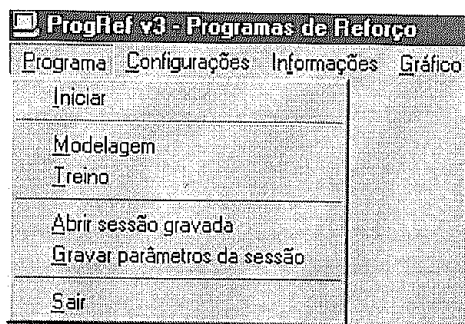 ProgRef v3 - Programas de Reforço
Programa Configurações Informações Gráfico
Iniciar
Modelagem
Treino
Abrir sessão gravada
Gravar parâmetros da sessão
Sair